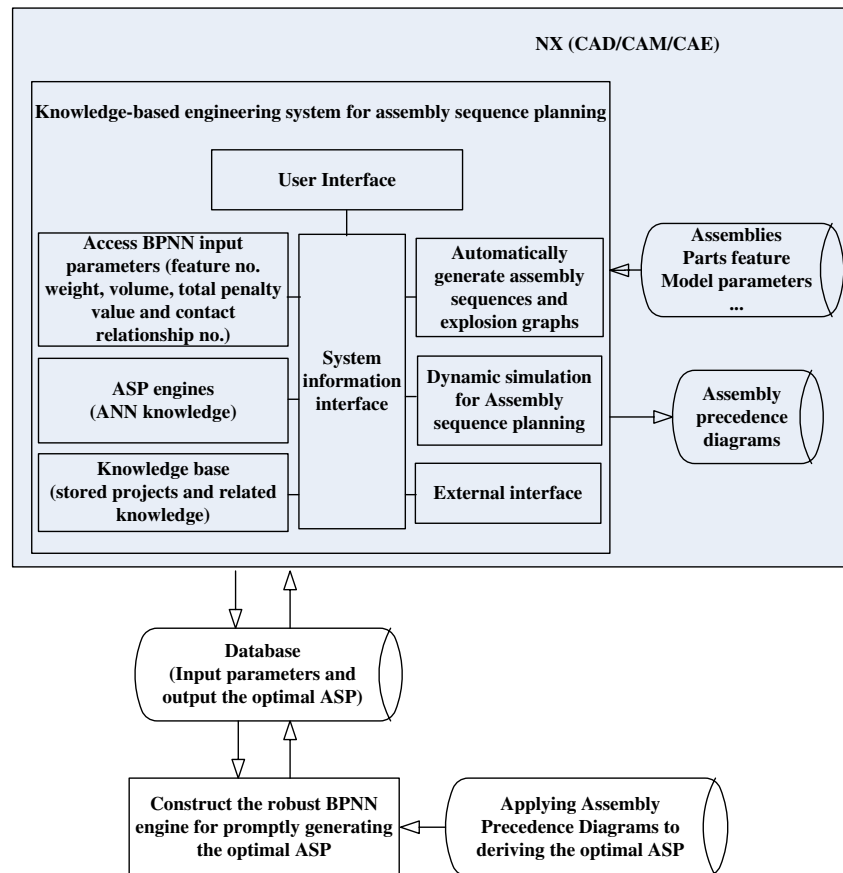 NX (CAD/CAM/CAE)
Knowledge-based engineering system for assembly sequence planning
User Interface
Access BPNN input
parameters (feature no.
weight, volume, total penalty
value and contact
relationship no.)
ASP engines
(ANN knowledge)
Knowledge base
(stored projects and related
knowledge)
System
information
interface
Automatically
generate assembly
sequences and
explosion graphs
Dynamic simulation
for Assembly
sequence planning
External interface
Assemblies
Parts feature
Model parameters
...
Assembly
precedence
diagrams
Database
(Input parameters and
output the optimal ASP)
Construct the robust BPNN
engine for promptly generating
the optimal ASP
Applying Assembly
Precedence Diagrams to
deriving the optimal ASP